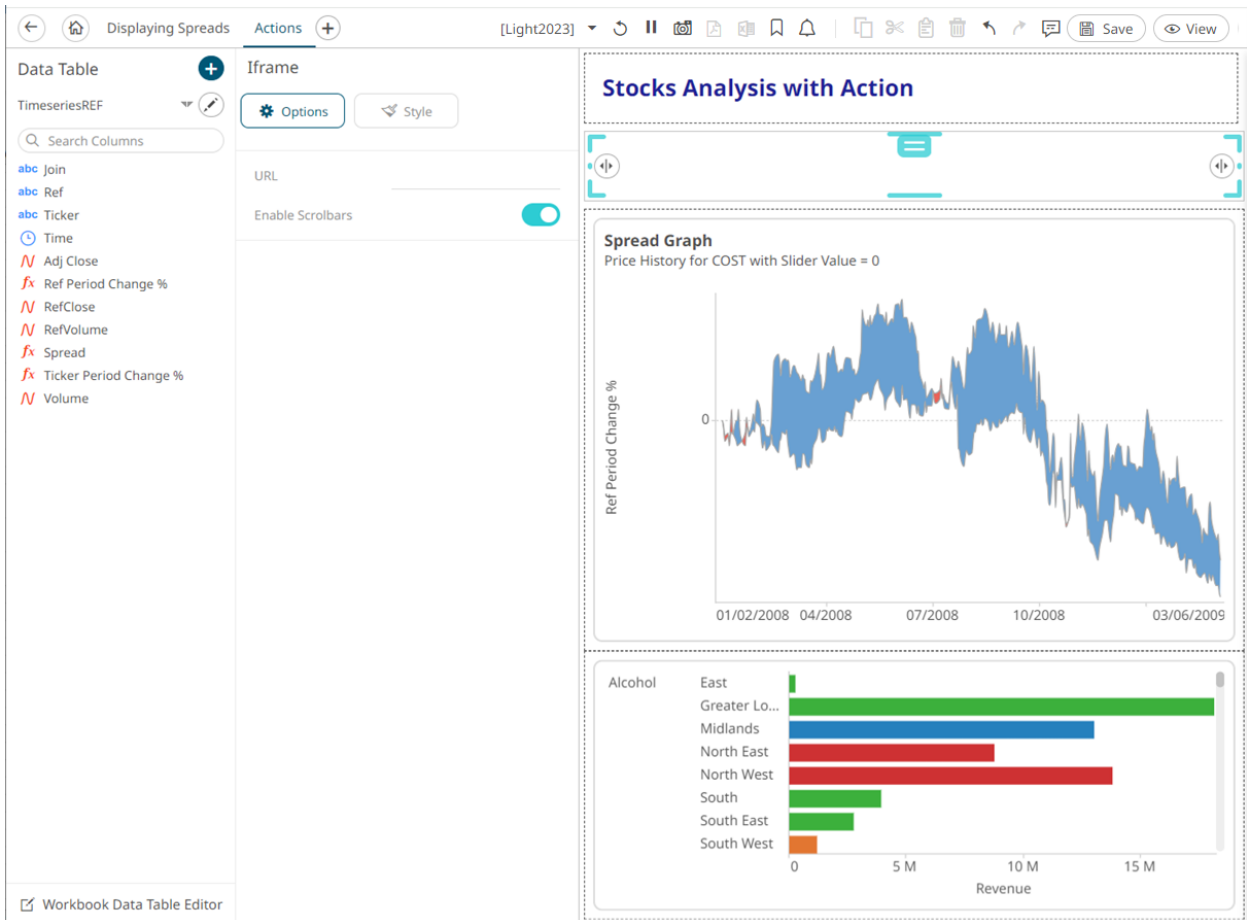 Displaying Spreads Actions [Light2023] Save View
Data Table
TimeseriesREF
Search Columns
abc Join
abc Ref
abc Ticker
Time
Adj Close
fx Ref Period Change %
RefClose
RefVolume
fx Spread
fx Ticker Period Change %
Volume
Workbook Data Table Editor
Iframe
Options Style
URL
Enable Scrolbars
Stocks Analysis with Action
Spread Graph
Price History for COST with Slider Value = 0
Ref Period Change %
0
01/02/2008 04/2008 07/2008 10/2008 03/06/2009
Alcohol East
Greater Lo...
Midlands
North East
North West
South
South East
South West
0 5 M 10 M 15 M
Revenue